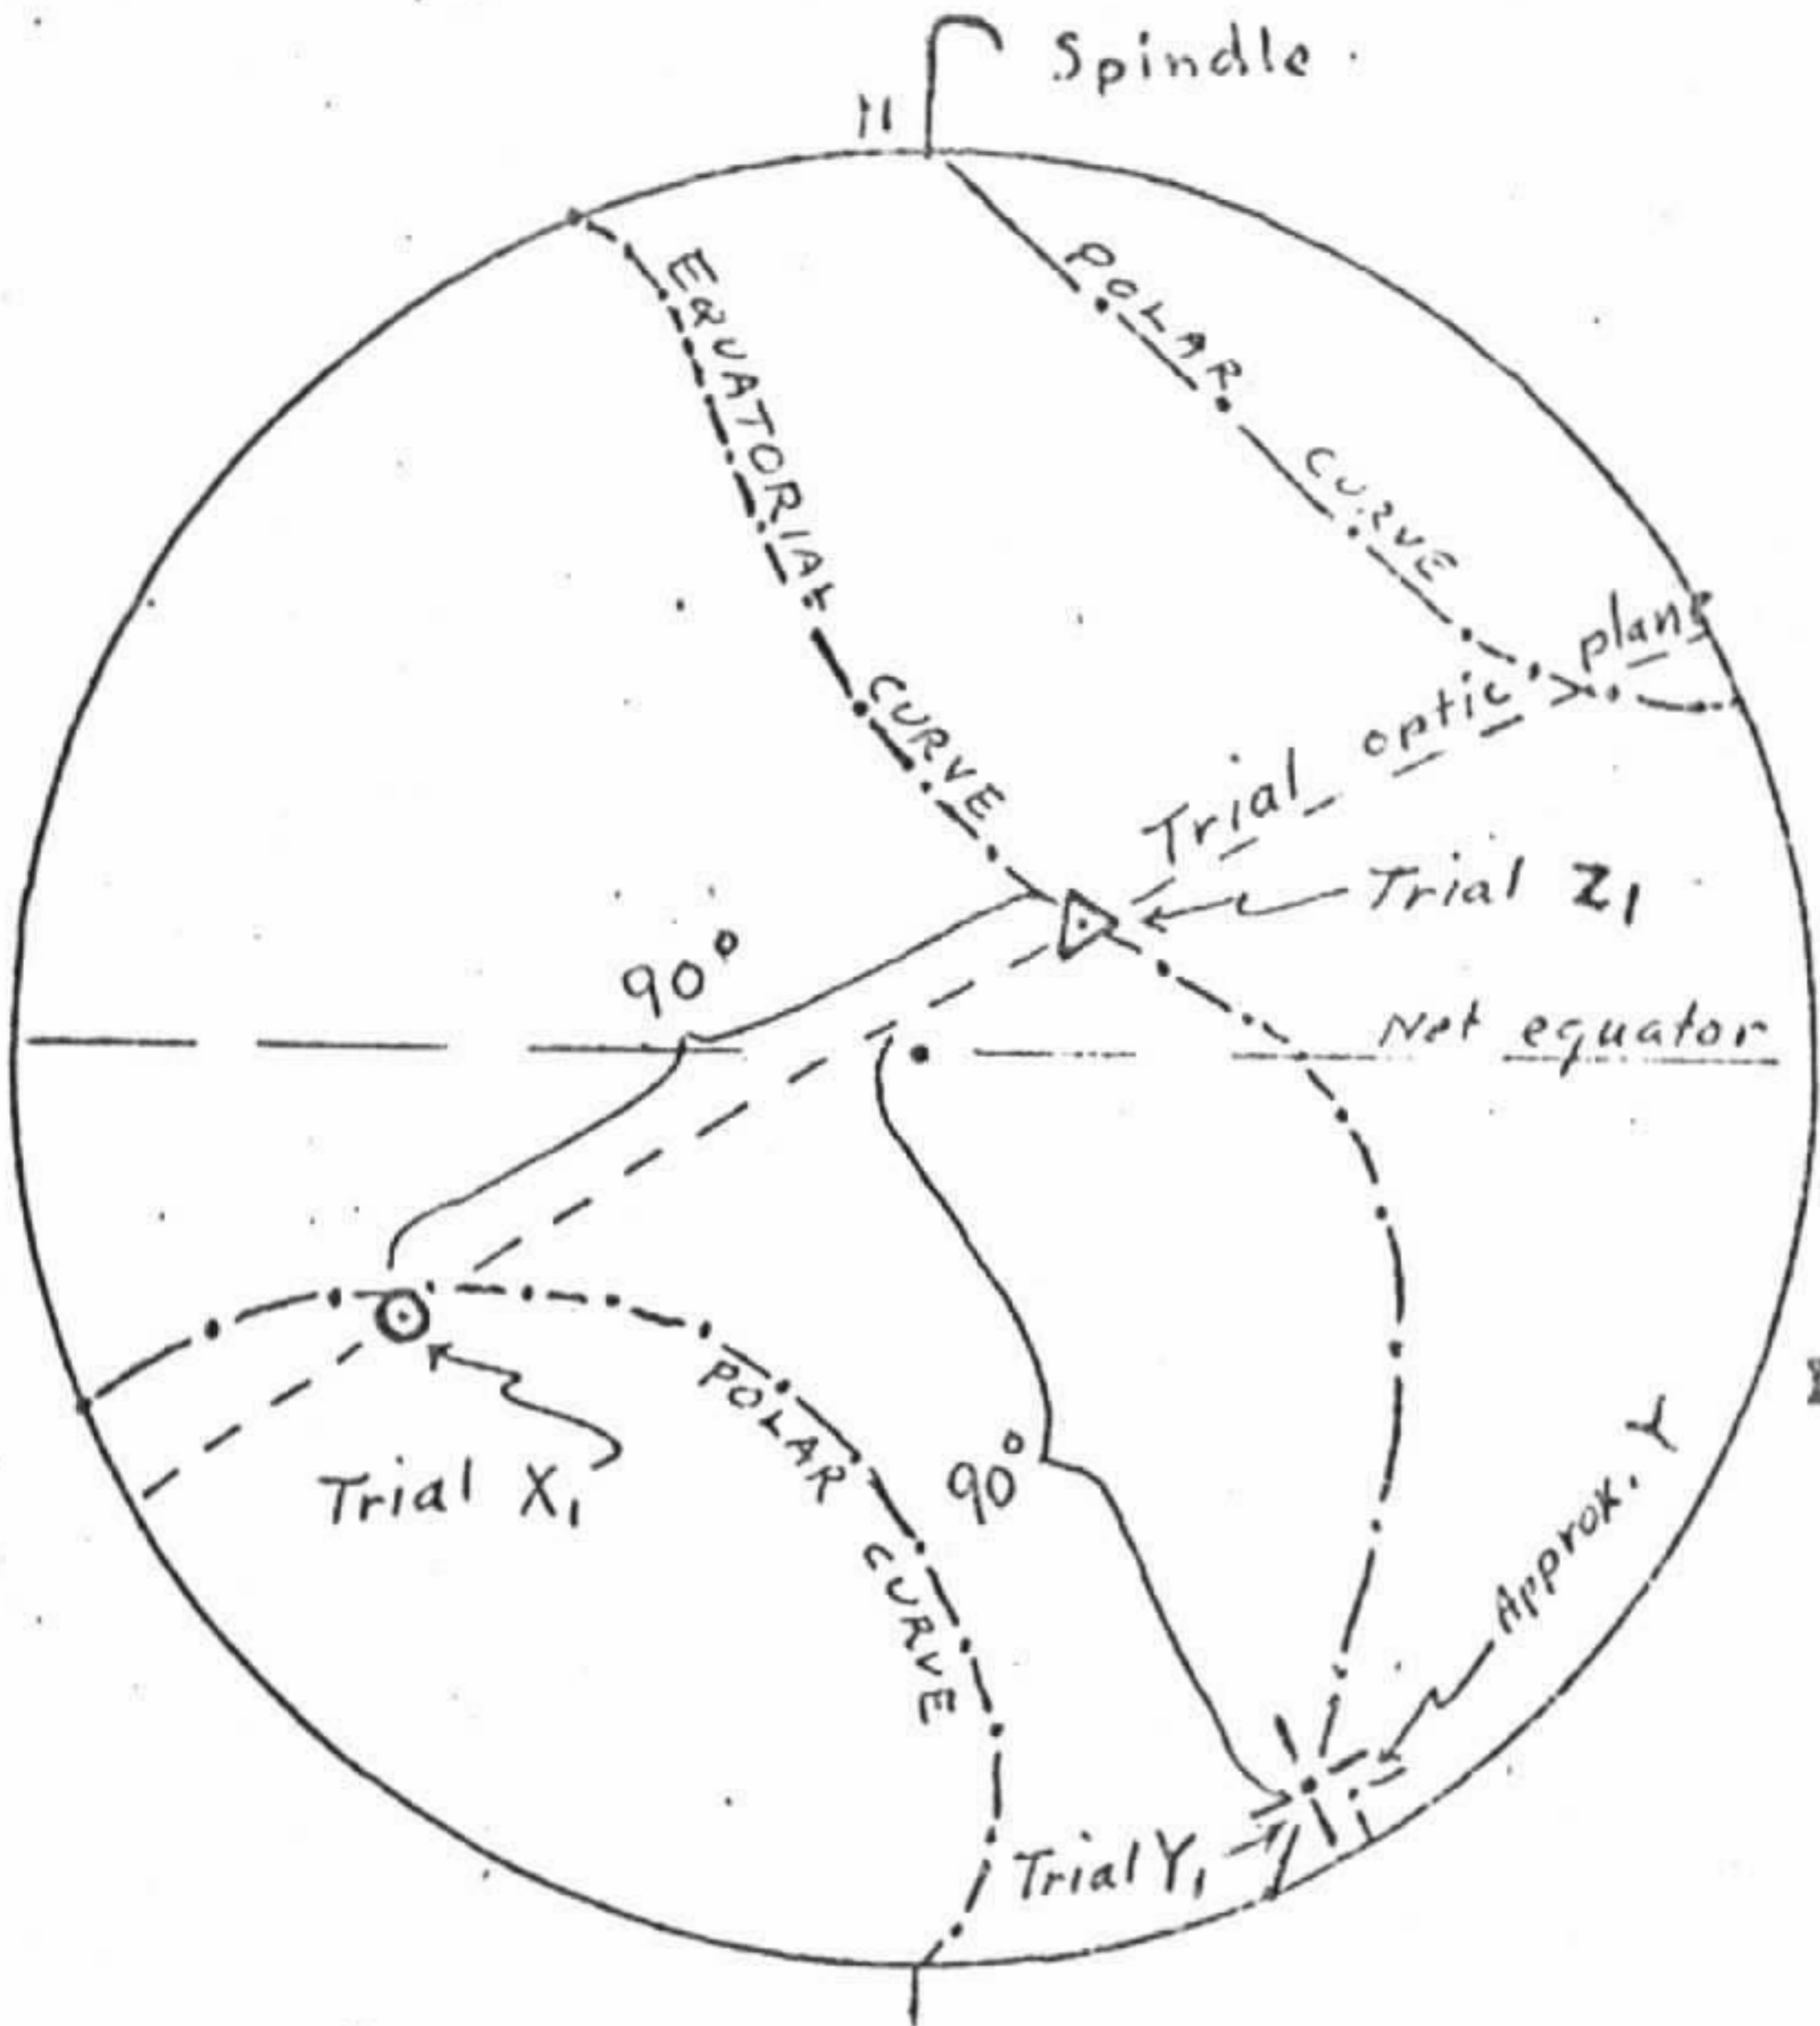 Spindle.
POLAR CURVE
EQUATORIAL CURVE
Trial optic plane
Trial Z1
90°
Net equator
Trial X1
POLAR CURVE
90°
Approx. Y
Trial Y1